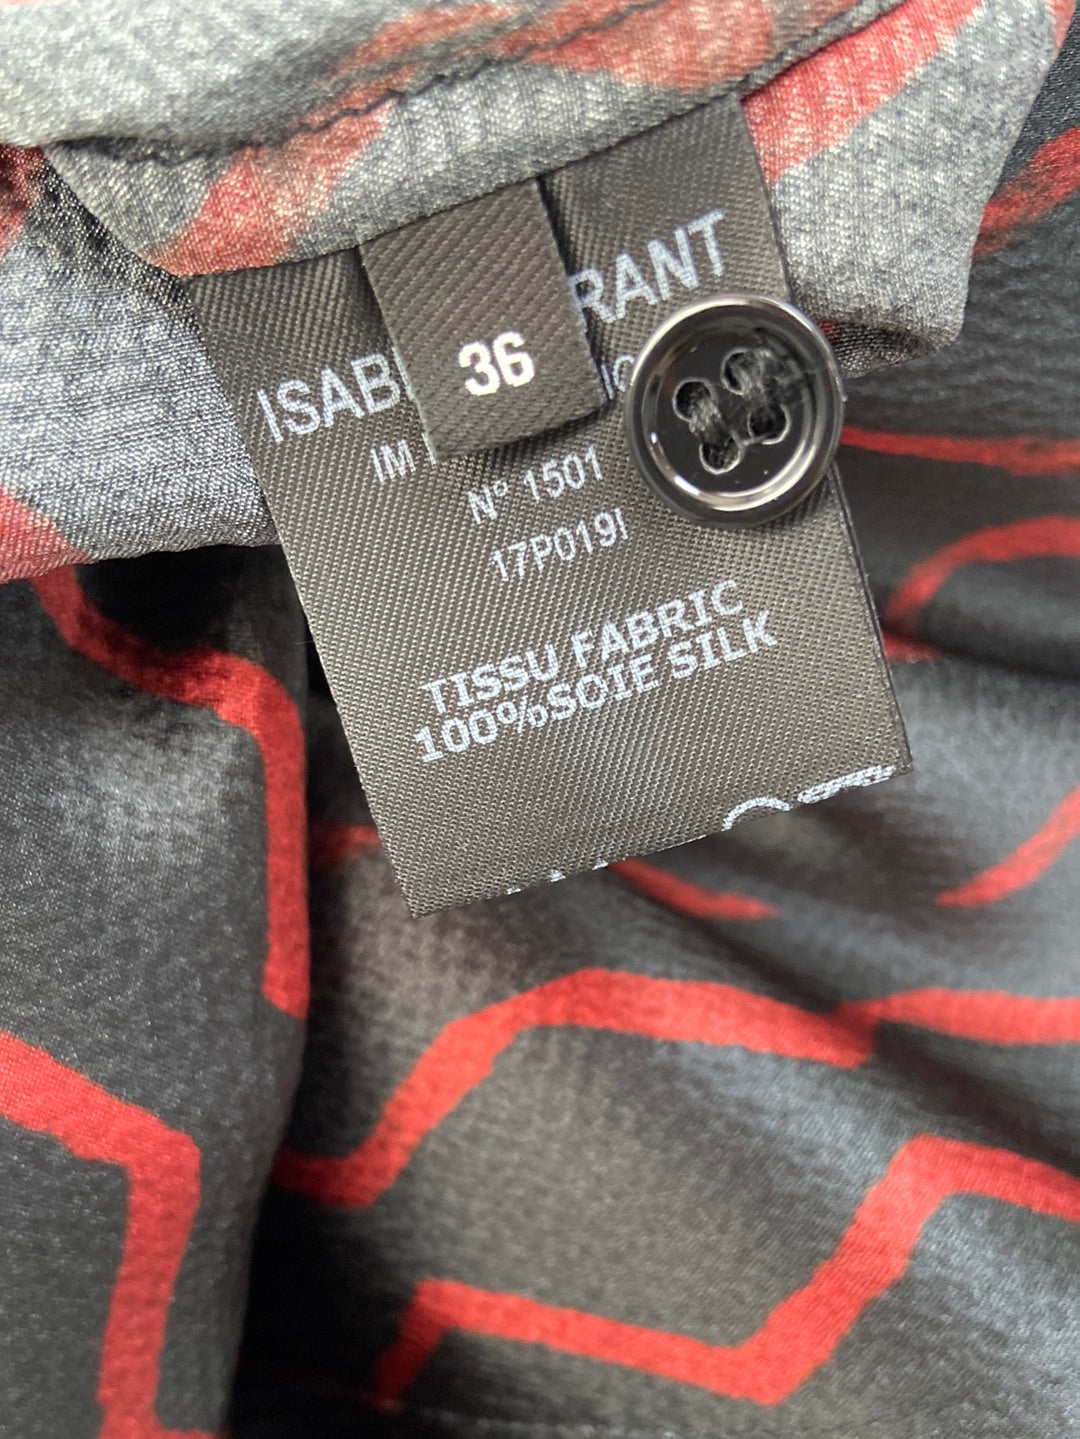 ISAB RANT
36
IM
N° 1501
17P019I
TISSU FABRIC
100%SOIE SILK